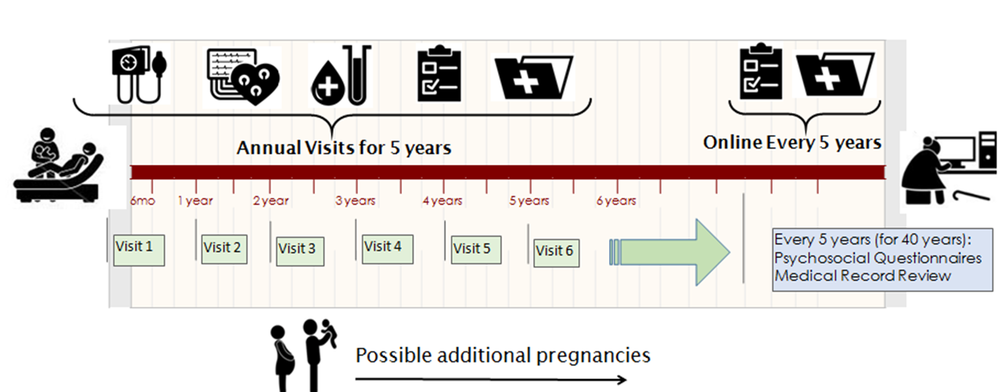 Annual Visits for 5 years
Online Every 5 years
6mo
1 year
2 year
3 years
4 years
5 years
6 years
Visit 1
Visit 2
Visit 3
Visit 4
Visit 5
Visit 6
Every 5 years (for 40 years):
Psychosocial Questionnaires
Medical Record Review
Possible additional pregnancies